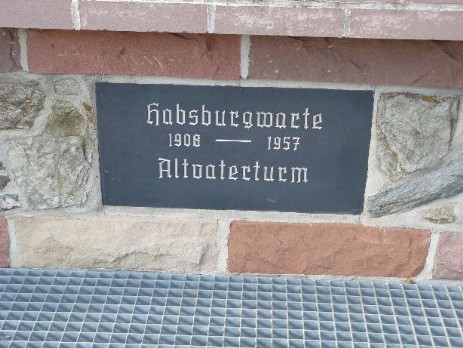 Habsburgwarte
1908 — 1957
Altvaterturm